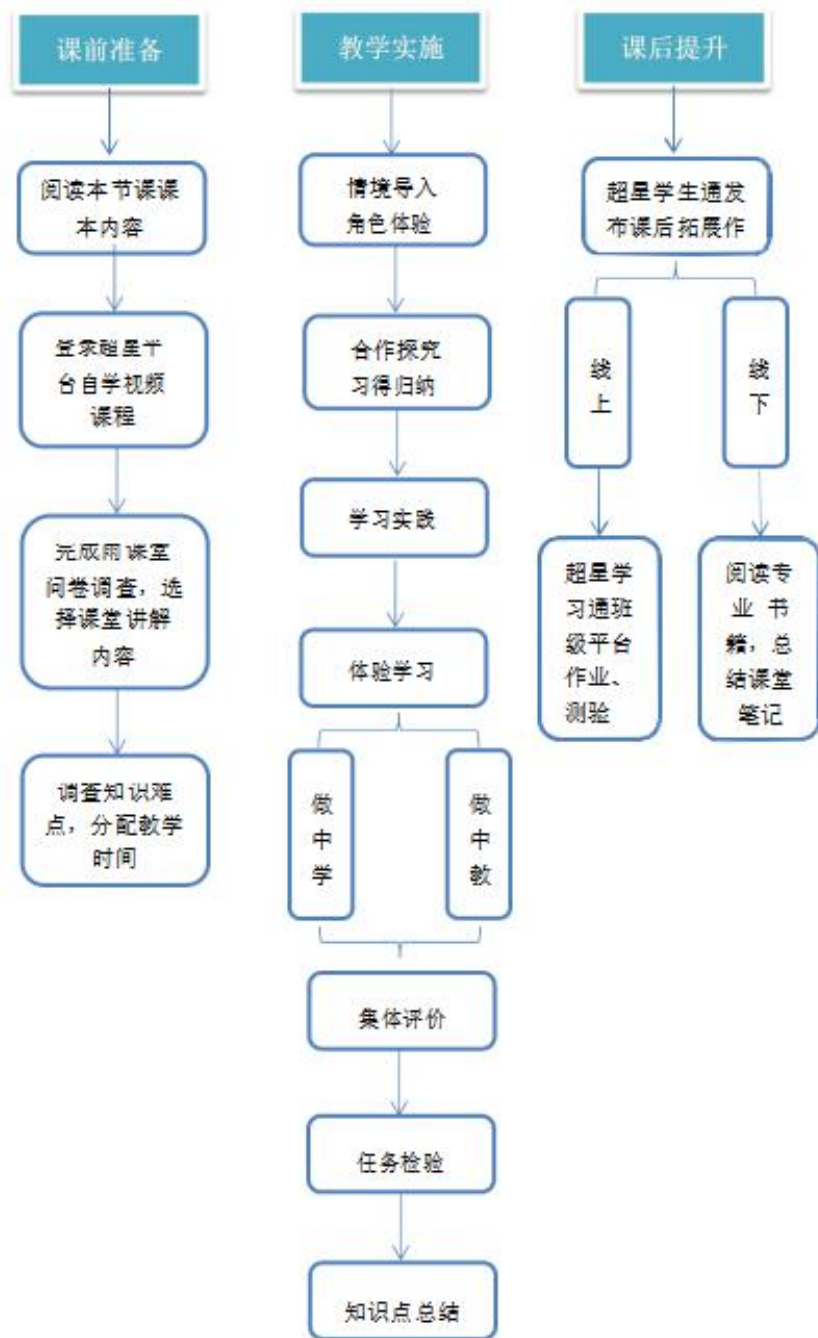 课前准备
阅读本节课课
本内容
登录超星平
台自学视频
课程
完成雨课堂
问卷调查，选
择课堂讲解
内容
调查知识难
点，分配教学
时间
教学实施
情境导入
角色体验
合作探究
习得归纳
学习实践
体验学习
做
中
学
做
中
教
集体评价
任务检验
知识点总结
课后提升
超星学生通发
布课后拓展作
线
上
线
下
超星学
习通班
级平台
作业、
测验
阅读专
业 书
籍，总
结课堂
笔记